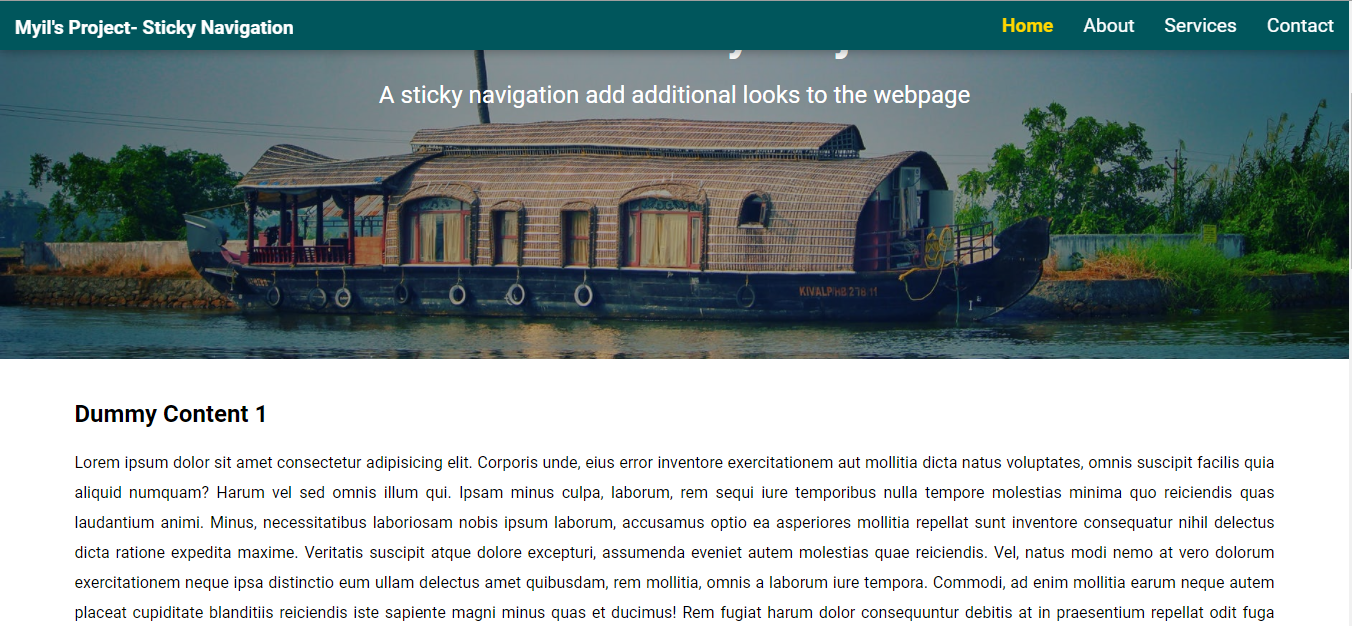 Myil's Project- Sticky Navigation
Home About Services Contact
A sticky navigation add additional looks to the webpage
Dummy Content 1
Lorem ipsum dolor sit amet consectetur adipisicing elit. Corporis unde, eius error inventore exercitationem aut mollitia dicta natus voluptates, omnis suscipit facilis quia
aliquid numquam? Harum vel sed omnis illum qui. Ipsam minus culpa, laborum, rem sequi iure temporibus nulla tempore molestias minima quo reiciendis quas
laudantium animi. Minus, necessitatibus laboriosam nobis ipsum laborum, accusamus optio ea asperiores mollitia repellat sunt inventore consequatur nihil delectus
dicta ratione expedita maxime. Veritatis suscipit atque dolore excepturi, assumenda eveniet autem molestias quae reiciendis. Vel, natus modi nemo at vero dolorum
exercitationem neque ipsa distinctio eum ullam delectus amet quibusdam, rem mollitia, omnis a laborum iure tempora. Commodi, ad enim mollitia earum neque autem
placeat cupiditate blanditiis reiciendis iste sapiente magni minus quas et ducimus! Rem fugiat harum dolor consequuntur debitis at in praesentium repellat odit fuga